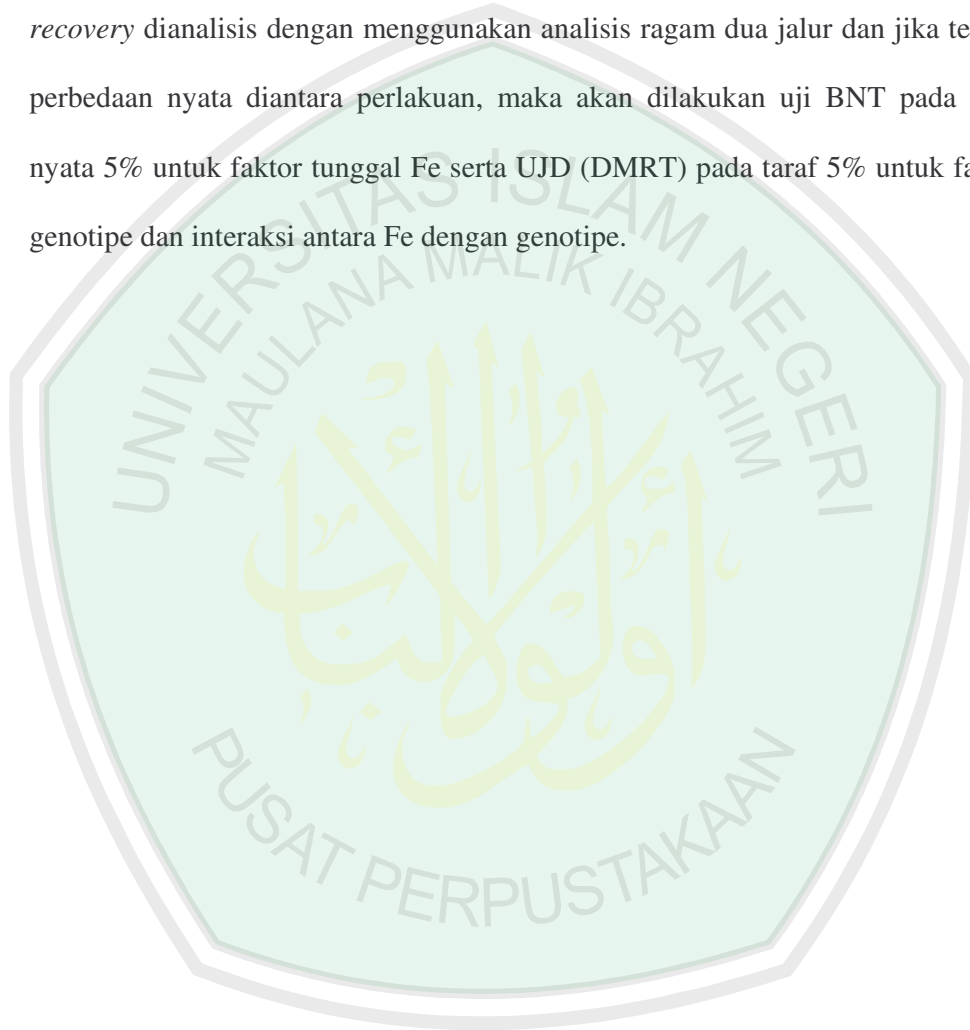 recovery dianalisis dengan menggunakan analisis ragam dua jalur dan jika
perbedaan nyata diantara perlakuan, maka akan dilakukan uji BNT pada
nyata 5% untuk faktor tunggal Fe serta UJD (DMRT) pada taraf 5% untuk
genotipe dan interaksi antara Fe dengan genotipe.
UNIVERSITAS ISLAM NEGERI
MAULANA MALIK IBRAHIM
أولوا الألباب
PUSAT PERPUSTAKAAN